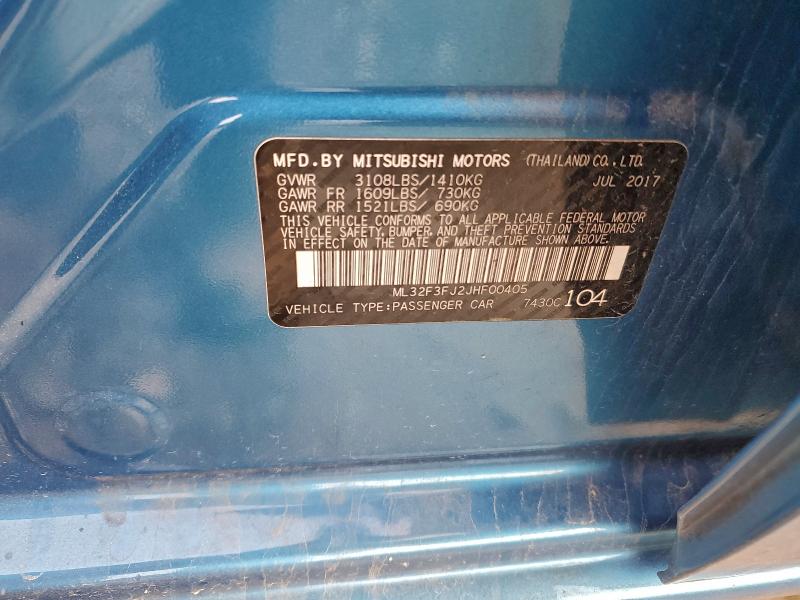 MFD.BY MITSUBISHI MOTORS (THAILAND) CO., LTD.
GVWR 3108LBS/1410KG JUL 2017
GAWR FR 1609LBS/ 730KG
GAWR RR 1521LBS/ 690KG
THIS VEHICLE CONFORMS TO ALL APPLICABLE FEDERAL MOTOR
VEHICLE SAFETY, BUMPER, AND THEFT PREVENTION STANDARDS
IN EFFECT ON THE DATE OF MANUFACTURE SHOWN ABOVE.
ML32F3FJ2JHF00405
VEHICLE TYPE:PASSENGER CAR 7430C 104